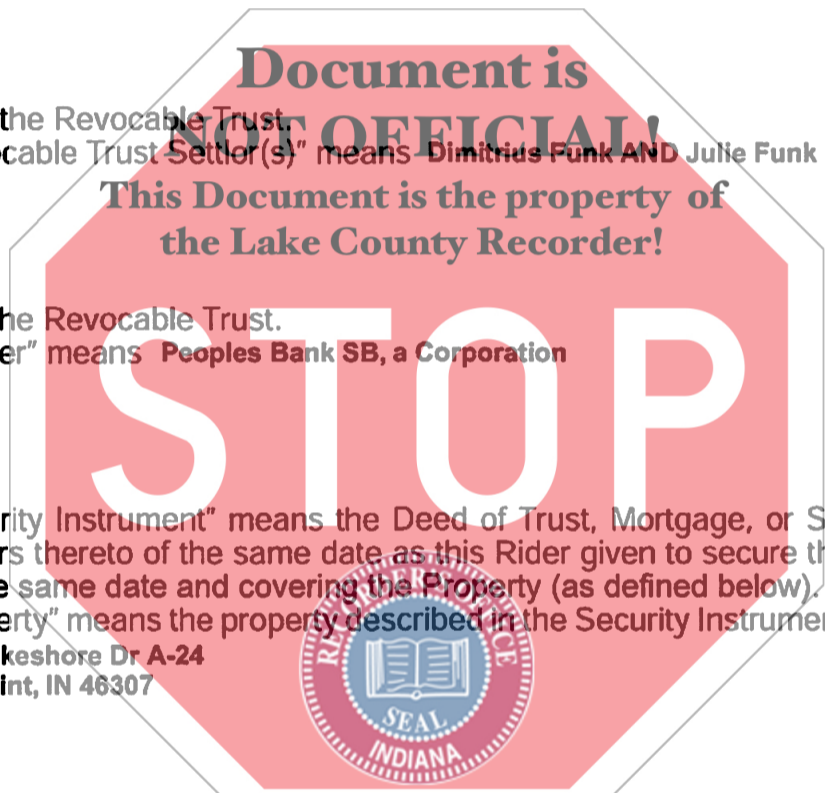 Document is
the Revocable Trust.
NOT OFFICIAL!
cable Trust Settlor(s)" means Dimitrius Funk AND Julie Funk
This Document is the property of
the Lake County Recorder!
he Revocable Trust.
er" means Peoples Bank SB, a Corporation
STOP
rity Instrument" means the Deed of Trust, Mortgage, or S
rs thereto of the same date as this Rider given to secure th
e same date and covering the Property (as defined below).
erty" means the property described in the Security Instrume
keshore Dr A-24
int, IN 46307
RECORDER'S OFFICE
SEAL
INDIANA